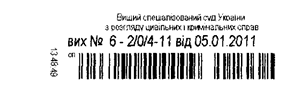 Вищий спеціалізований суд України
з розгляду цивільних і кримінальних справ
вих № 6 - 2/0/4-11 від 05.01.2011
сп
13 48 49